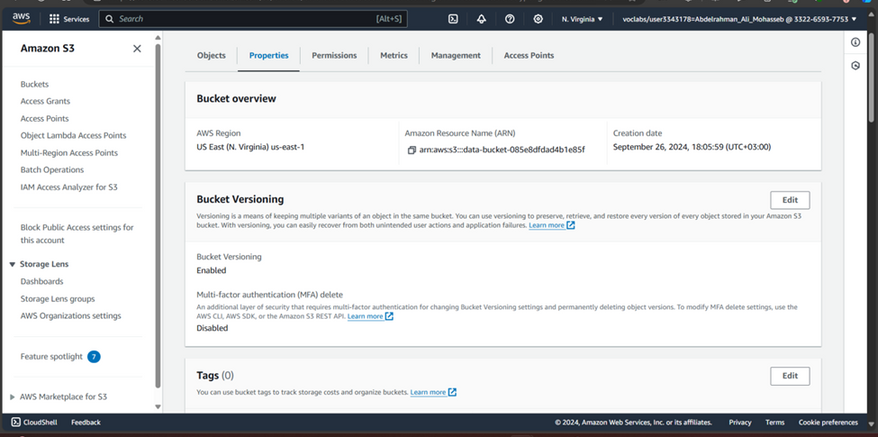 aws
Services
Search
[Alt+S]
N. Virginia ▼
voclabs/user3343178=Abdelrahman_Ali_Mohasseb @ 3322-6593-7753 ▼
Amazon S3
Buckets
Access Grants
Access Points
Object Lambda Access Points
Multi-Region Access Points
Batch Operations
IAM Access Analyzer for S3
Block Public Access settings for
this account
Storage Lens
Dashboards
Storage Lens groups
AWS Organizations settings
Feature spotlight 7
AWS Marketplace for S3
Objects
Properties
Permissions
Metrics
Management
Access Points
Bucket overview
AWS Region
US East (N. Virginia) us-east-1
Amazon Resource Name (ARN)
arn:aws:s3:::data-bucket-085e8dfdad4b1e85f
Creation date
September 26, 2024, 18:05:59 (UTC+03:00)
Bucket Versioning
Edit
Versioning is a means of keeping multiple variants of an object in the same bucket. You can use versioning to preserve, retrieve, and restore every version of every object stored in your Amazon S3
bucket. With versioning, you can easily recover from both unintended user actions and application failures. Learn more
Bucket Versioning
Enabled
Multi-factor authentication (MFA) delete
An additional layer of security that requires multi-factor authentication for changing Bucket Versioning settings and permanently deleting object versions. To modify MFA delete settings, use the
AWS CLI, AWS SDK, or the Amazon S3 REST API. Learn more
Disabled
Tags (0)
Edit
You can use bucket tags to track storage costs and organize buckets. Learn more
CloudShell
Feedback
© 2024, Amazon Web Services, Inc. or its affiliates.
Privacy
Terms
Cookie preferences